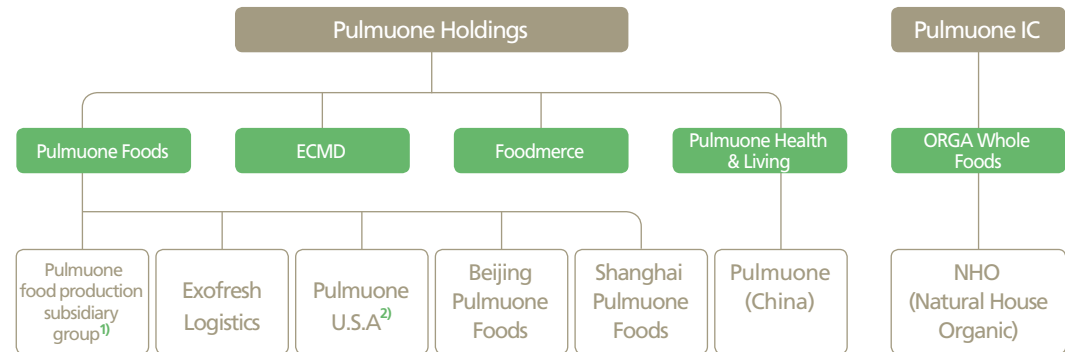 Pulmuone Holdings
Pulmuone IC
Pulmuone Foods
ECMD
Foodmerce
Pulmuone Health
& Living
ORGA Whole
Foods
Pulmuone
food production
subsidiary
group1)
Exofresh
Logistics
Pulmuone
U.S.A2)
Beijing
Pulmuone
Foods
Shanghai
Pulmuone
Foods
Pulmuone
(China)
NHO
(Natural House
Organic)